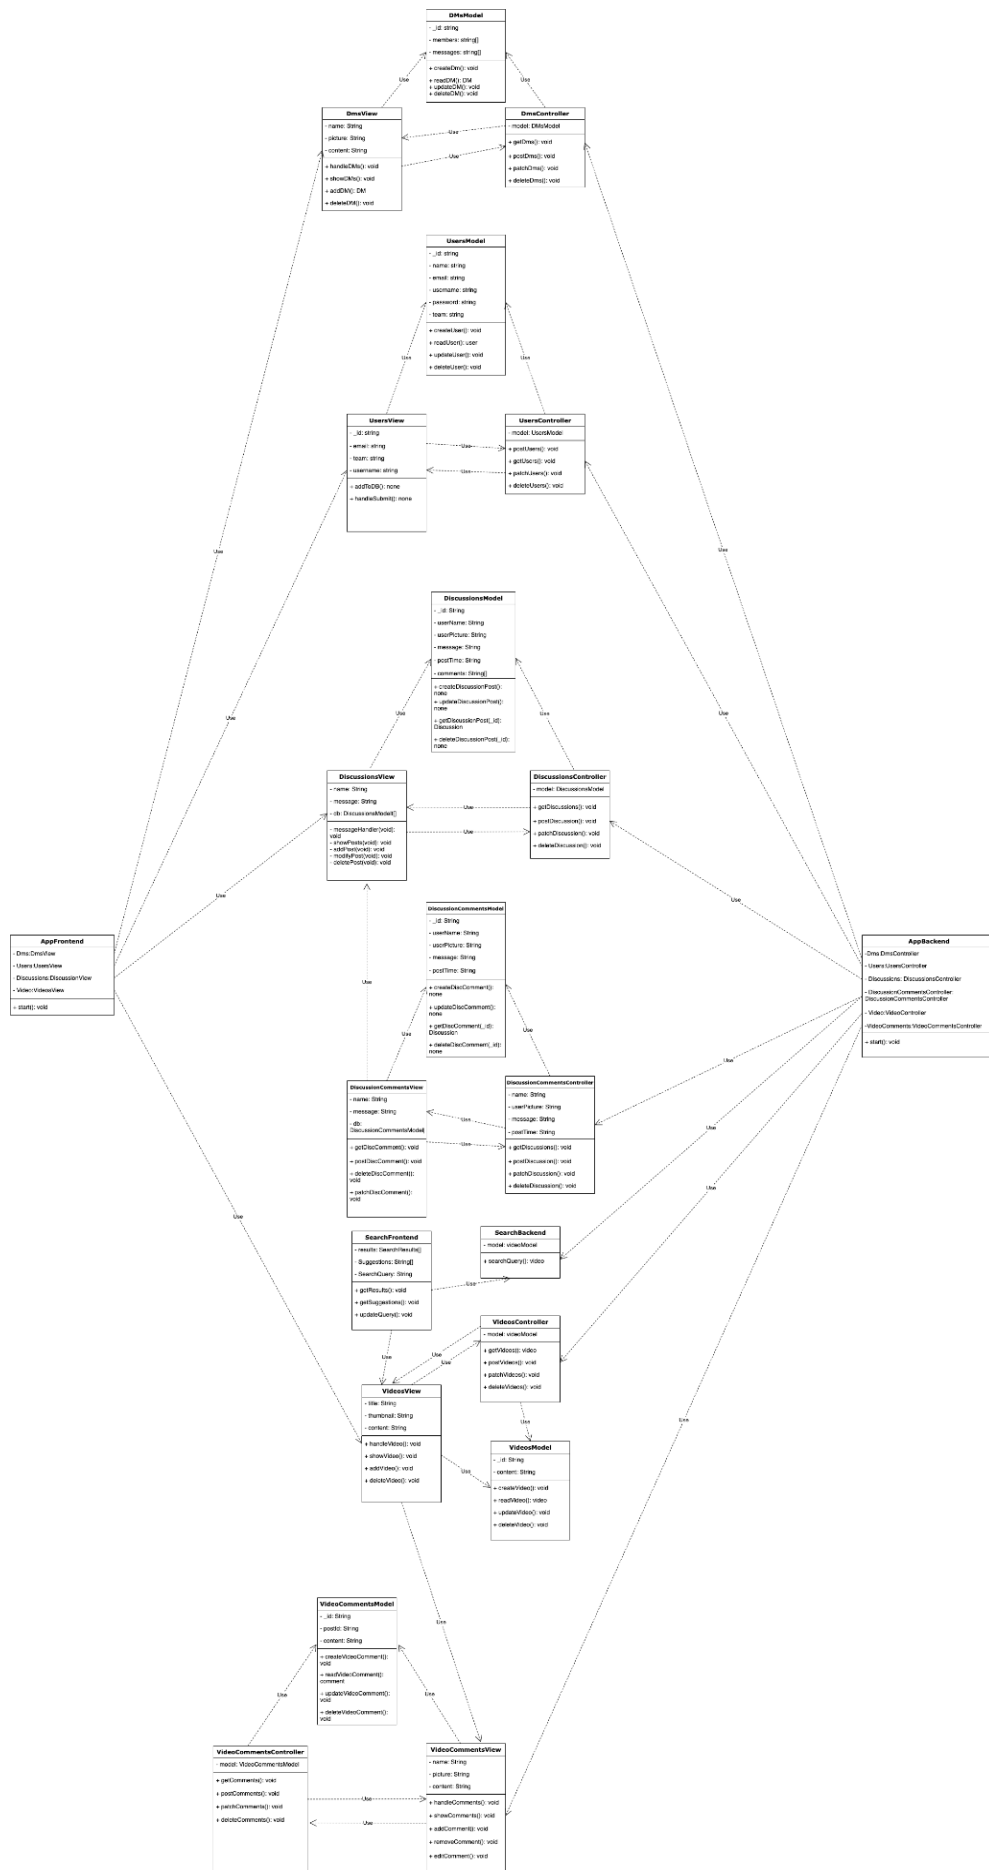 DMsModel
- _id: string
- members: string[]
- messages: string[]
+ createDm(): void
+ readDM(): DM
+ updateDM(): void
+ deleteDM(): void
Use
Use
DmsView
- name: String
- picture: String
- content: String
+ handleDMs(): void
+ showDMs(): void
+ addDM(): DM
+ deleteDM(): void
Use
Use
DmsController
- model: DMsModel
+ getDms(): void
+ postDms(): void
+ patchDms(): void
+ deleteDms(): void
UsersModel
- _id: string
- name: string
- email: string
- username: string
- password: string
- team: string
+ createUser(): void
+ readUser(): user
+ updateUser(): void
+ deleteUser(): void
Use
Use
UsersView
- _id: string
- email: string
- team: string
- username: string
+ addToDB(): none
+ handleSubmit(): none
Use
Use
UsersController
- model: UsersModel
+ postUsers(): void
+ getUsers(): void
+ patchUsers(): void
+ deleteUsers(): void
Use
Use
Use
Use
DiscussionsModel
- _id: String
- userName: String
- userPicture: String
- message: String
- postTime: String
- comments: String[]
+ createDiscussionPost():
none
+ updateDiscussionPost():
none
+ getDiscussionPost(_id):
Discussion
+ deleteDiscussionPost(_id):
none
Use
Use
DiscussionsView
- name: String
- message: String
- db: DiscussionsModel[]
- messageHandler(void):
void
- showPosts(void): void
- addPost(void): void
- modifyPost(void): void
- deletePost(void): void
Use
Use
DiscussionsController
- model: DiscussionsModel
+ getDiscussions(): void
+ postDiscussion(): void
+ patchDiscussion(): void
+ deleteDiscussion(): void
Use
Use
AppFrontend
- Dms:DmsView
- Users:UsersView
- Discussions:DiscussionView
- Video:VideosView
+ start(): void
DiscussionCommentsModel
- _id: String
- userName: String
- userPicture: String
- message: String
- postTime: String
+ createDiscComment():
none
+ updateDiscComment():
none
+ getDiscComment(_id):
Discussion
+ deleteDiscComment(_id):
none
AppBackend
-Dms:DmsController
- Users:UsersController
- Discussions: DiscussionsController
- DiscussionCommentsController:
DiscussionCommentsController
- Video:VideoController
-VideoComments:VideoCommentsController
+ start(): void
Use
Use
Use
Use
DiscussionCommentsView
- name: String
- message: String
- db:
DiscussionCommentsModel[
+ getDiscComment(): void
+ postDiscComment(): void
+ deleteDiscComment():
void
+ patchDiscComment():
void
Use
Use
DiscussionCommentsController
- name: String
- userPicture: String
- message: String
- postTime: String
+ getDiscussions(): void
+ postDiscussion(): void
+ patchDiscussion(): void
+ deleteDiscussion(): void
Use
Use
Use
SearchFrontend
- results: SearchResults[]
- Suggestions: String[]
- SearchQuery: String
+ getResults(): void
+ getSuggestions(): void
+ updateQuery(): void
Use
SearchBackend
- model: videoModel
+ searchQuery(): video
Use
Use
Use
VideosController
- model: videoModel
+ getVideos(): video
+ postVideos(): void
+ patchVideos(): void
+ deleteVideos(): void
VideosView
- title: String
- thumbnail: String
- content: String
+ handleVideo(): void
+ showVideo(): void
+ addVideo(): void
+ deleteVideo(): void
Use
Use
Use
VideosModel
- _id: String
- content: String
+ createVideo(): void
+ readVideo(): video
+ updateVideo(): void
+ deleteVideo(): void
Use
VideoCommentsModel
- _id: String
- postId: String
- content: String
+ createVideoComment():
void
+ readVideoComment():
comment
+ updateVideoComment():
void
+ deleteVideoComment():
void
Use
Use
VideoCommentsController
- model: VideoCommentsModel
+ getComments(): void
+ postComments(): void
+ patchComments(): void
+ deleteComments(): void
Use
Use
VideoCommentsView
- name: String
- picture: String
- content: String
+ handleComments(): void
+ showComments(): void
+ addComment(): void
+ removeComment(): void
+ editComment(): void